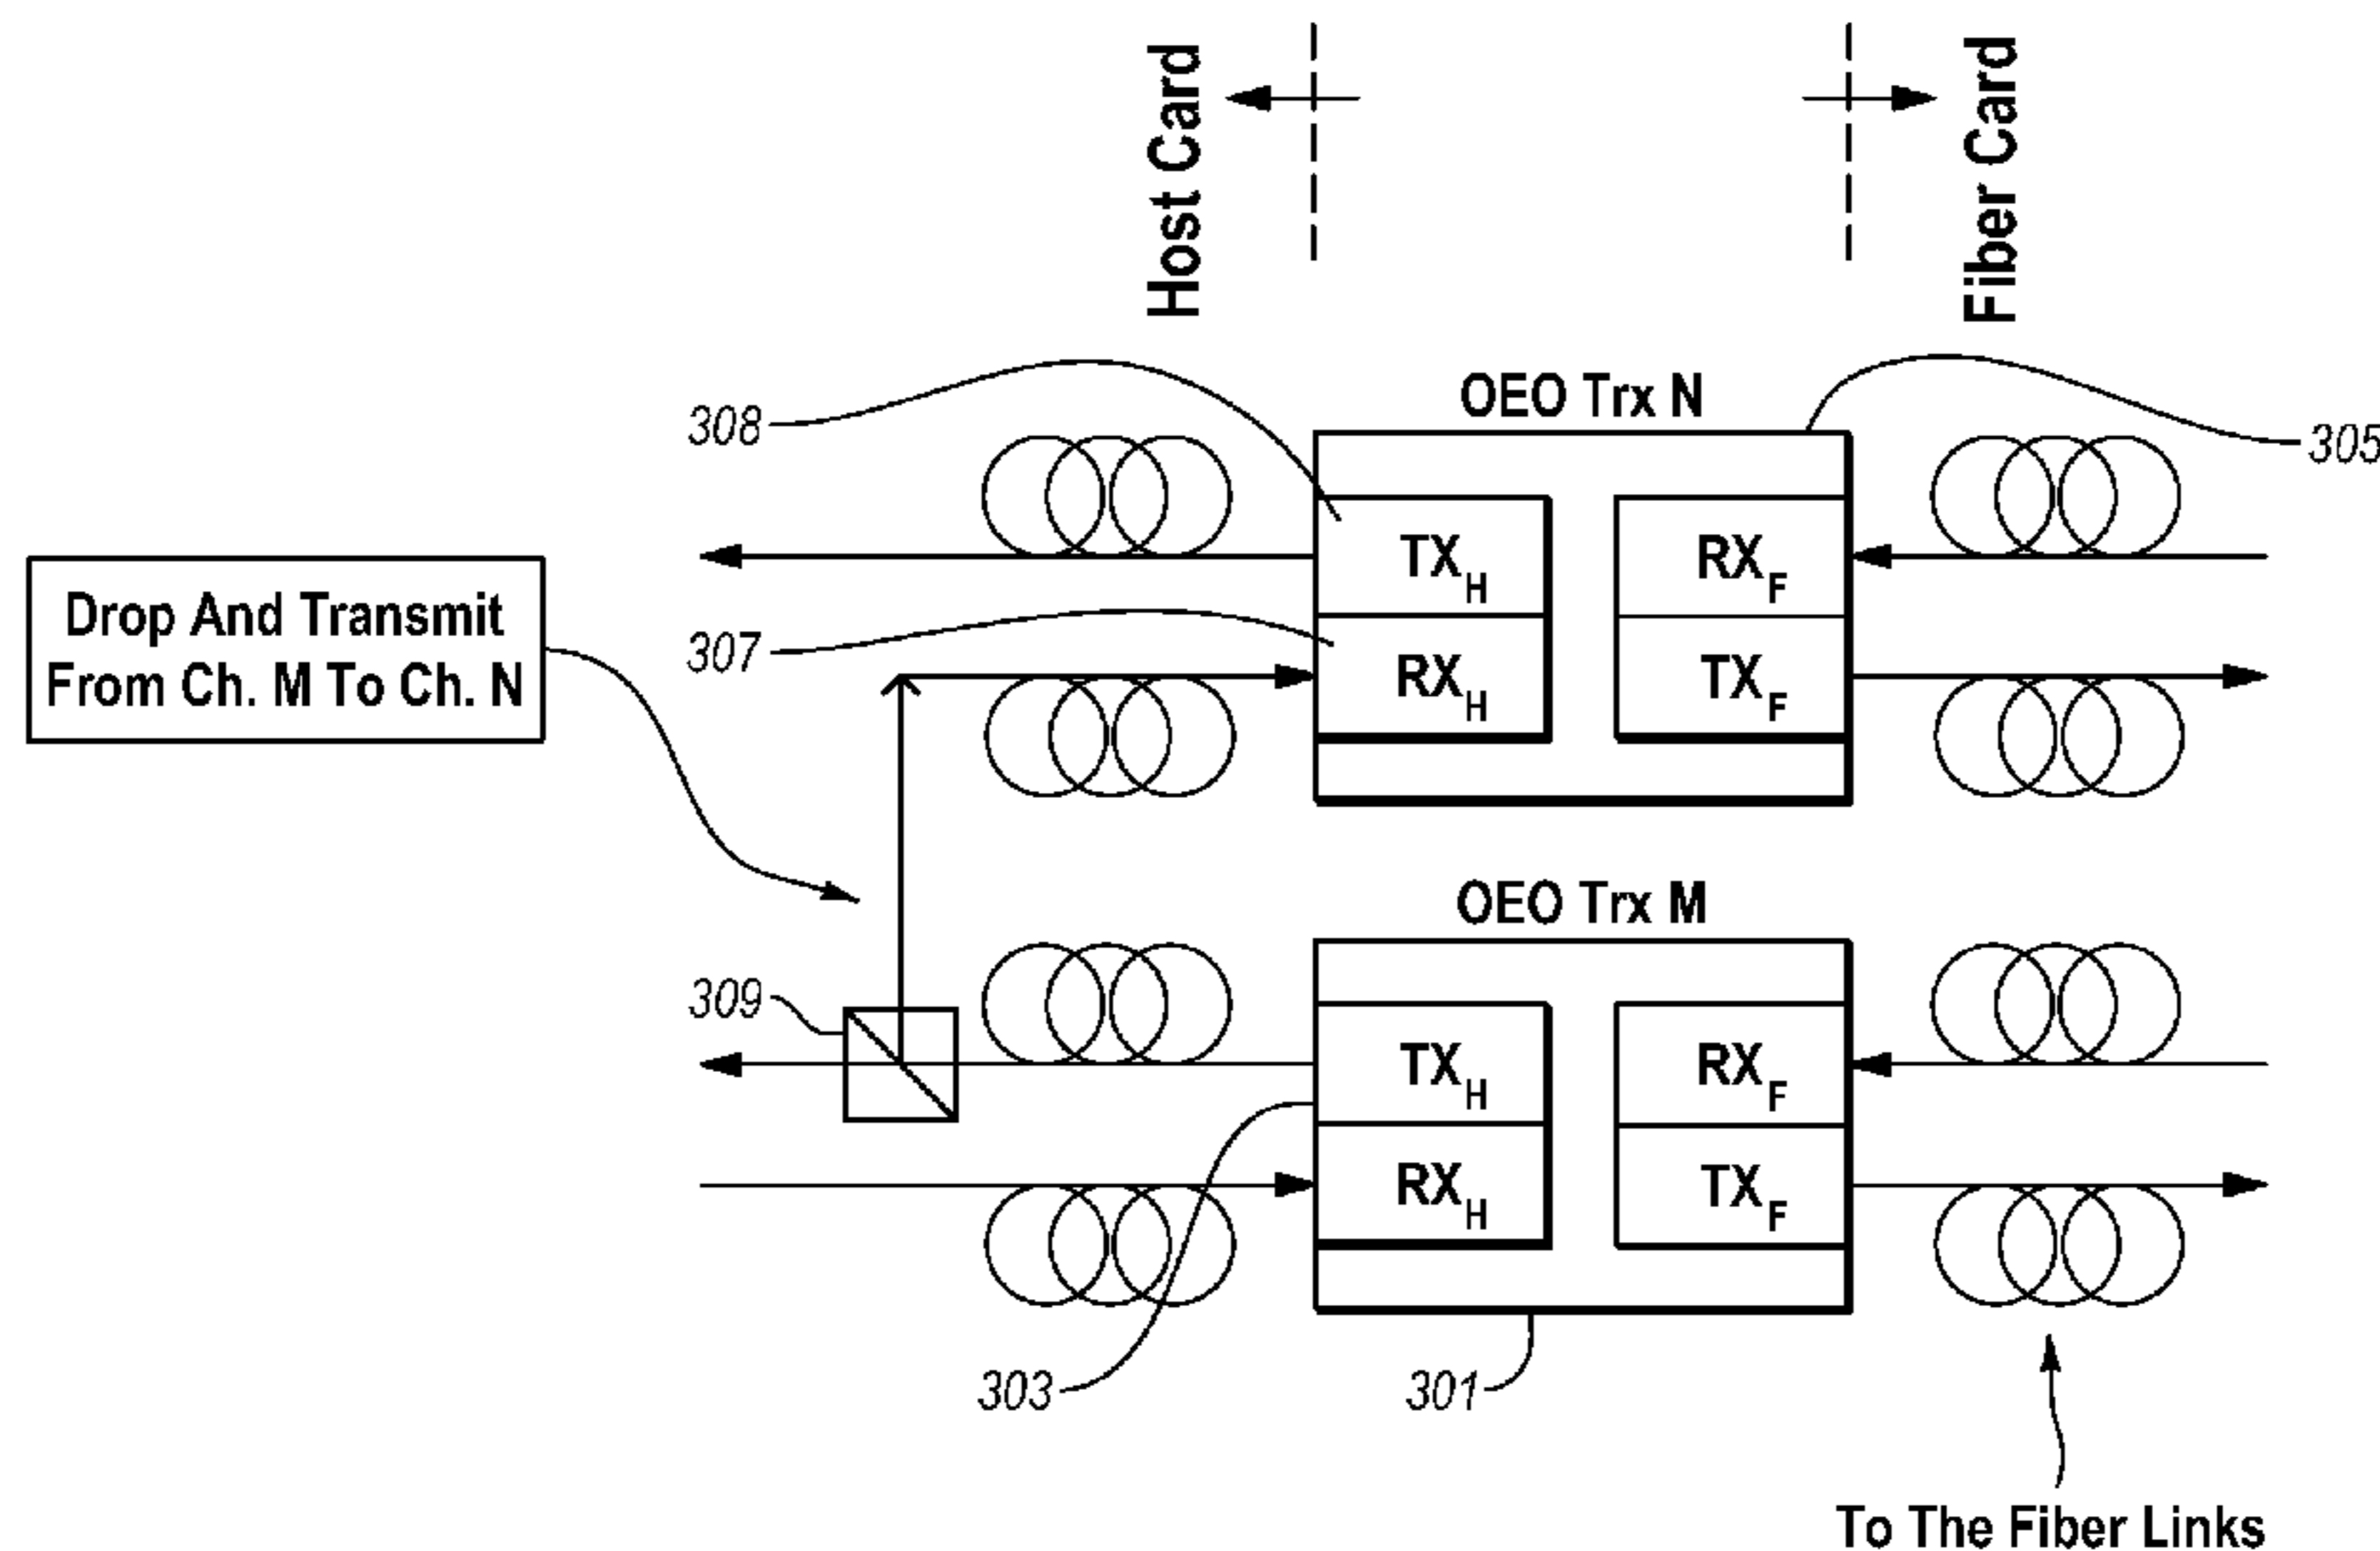 Host Card
Fiber Card
OEO Trx N
308
305
TXH
RXF
Drop And Transmit
From Ch. M To Ch. N
307
RXH
TXF
OEO Trx M
309
TXH
RXF
RXH
TXF
303
301
To The Fiber Links